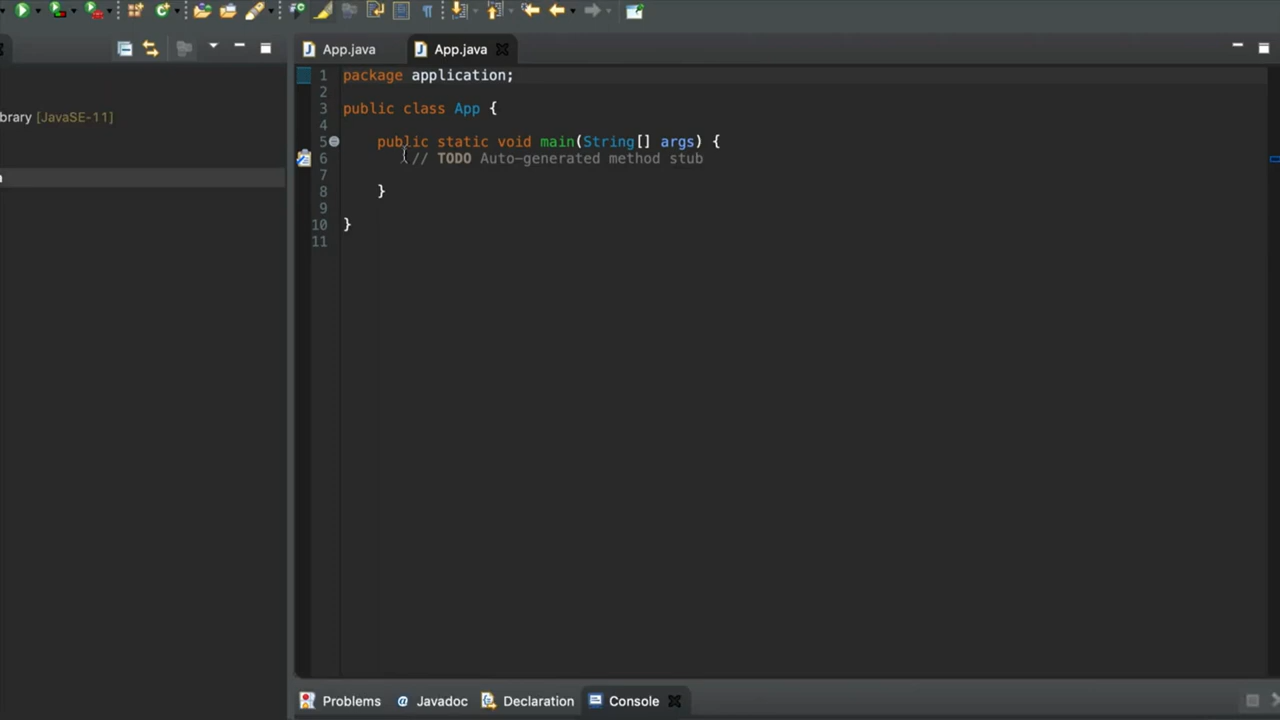 App.java
App.java
brary [JavaSE-11]
1 package application;
2
3 public class App {
4
5 public static void main(String[] args) {
6 // TODO Auto-generated method stub
7
8 }
9
10 }
11
Problems
@ Javadoc
Declaration
Console